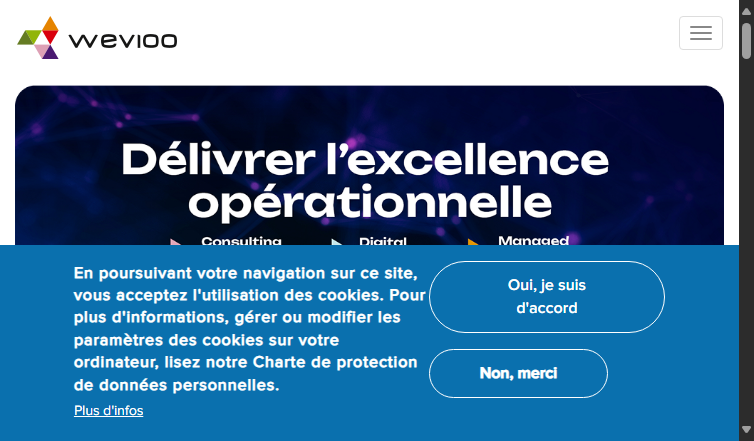 wevioo
Délivrer l'excellence
opérationnelle
Consulting
Digital
Managed
En poursuivant votre navigation sur ce site,
vous acceptez l'utilisation des cookies. Pour
plus d'informations, gérer ou modifier les
paramètres des cookies sur votre
ordinateur, lisez notre Charte de protection
de données personnelles.
Plus d'infos
Oui, je suis
d'accord
Non, merci